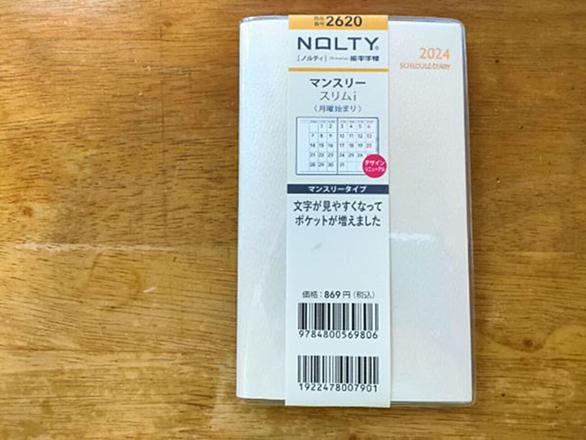 商品番号 2620
NOLTY®
[ノルティ] 能率手帳
2024
SCHEDULE DIARY
マンスリー
スリムi
〈月曜始まり〉
デザイン
リニューアル
マンスリータイプ
文字が見やすくなって
ポケットが増えました
価格:869円(税込)
9784800569806
1922478007901